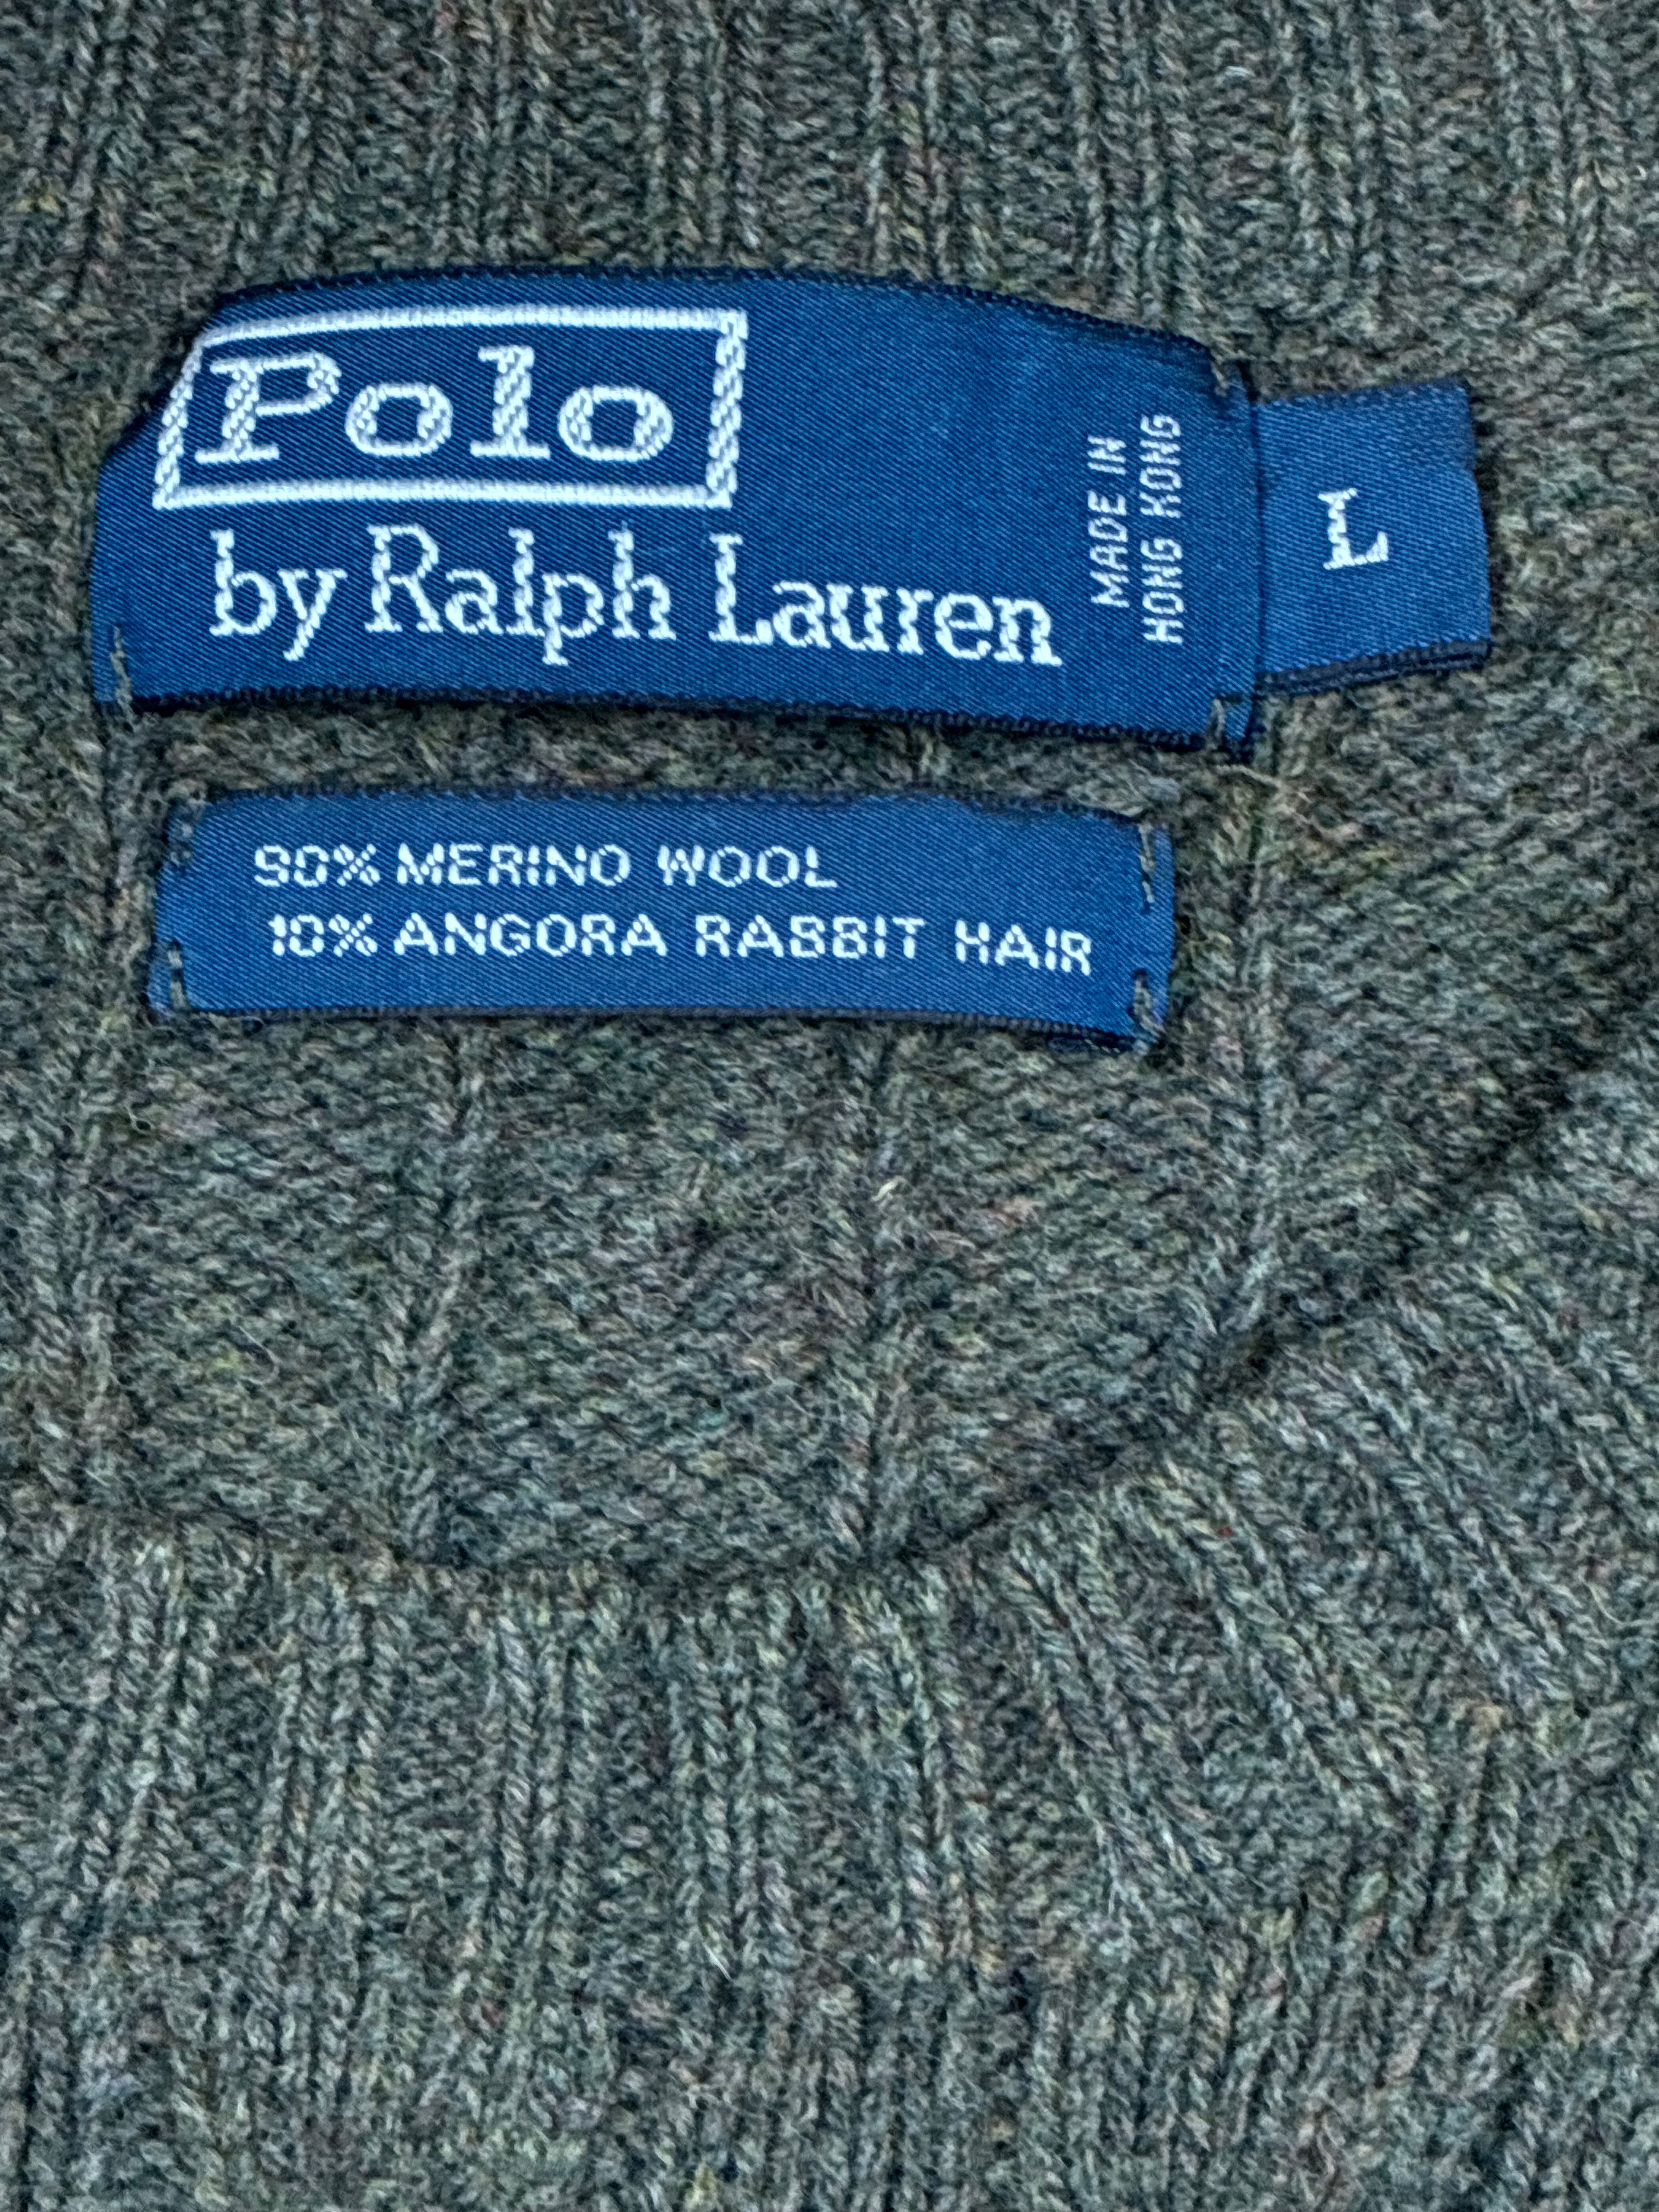 Polo
by Ralph Lauren
MADE IN
HONG KONG
L
90% MERINO WOOL
10% ANGORA RABBIT HAIR